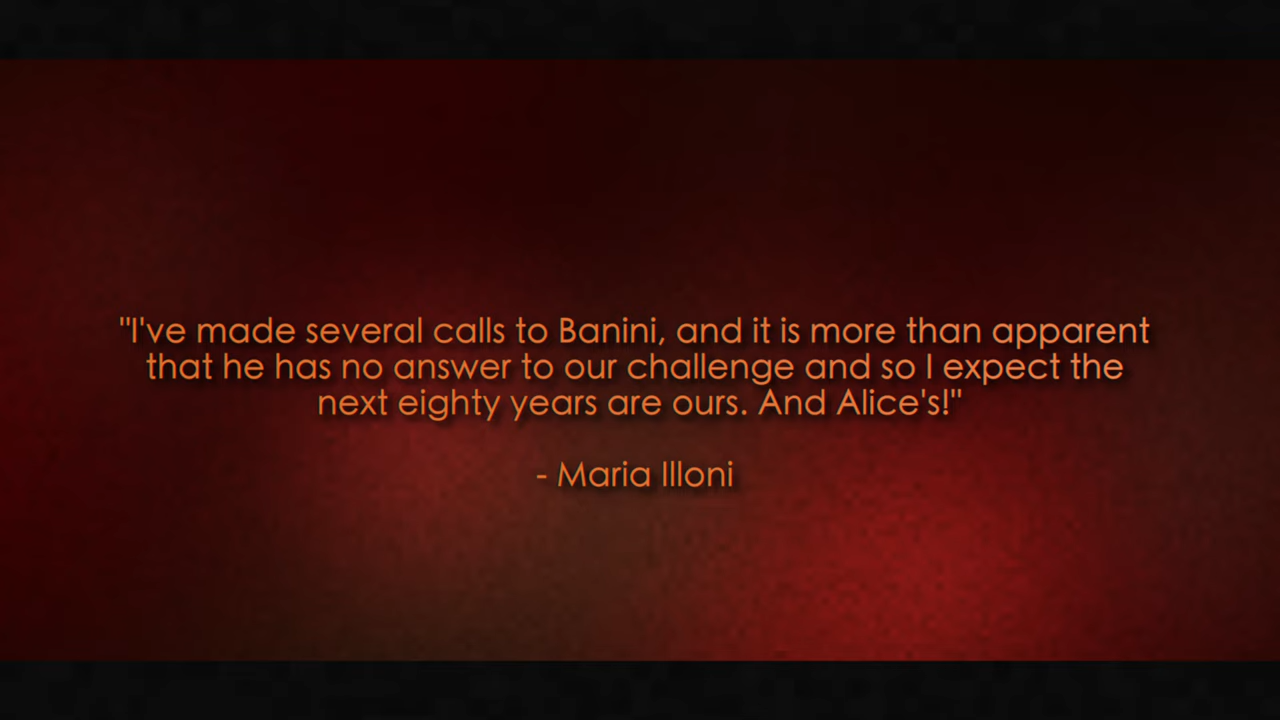 "I've made several calls to Banini, and it is more than apparent
that he has no answer to our challenge and so I expect the
next eighty years are ours. And Alice's!"
- Maria Illoni